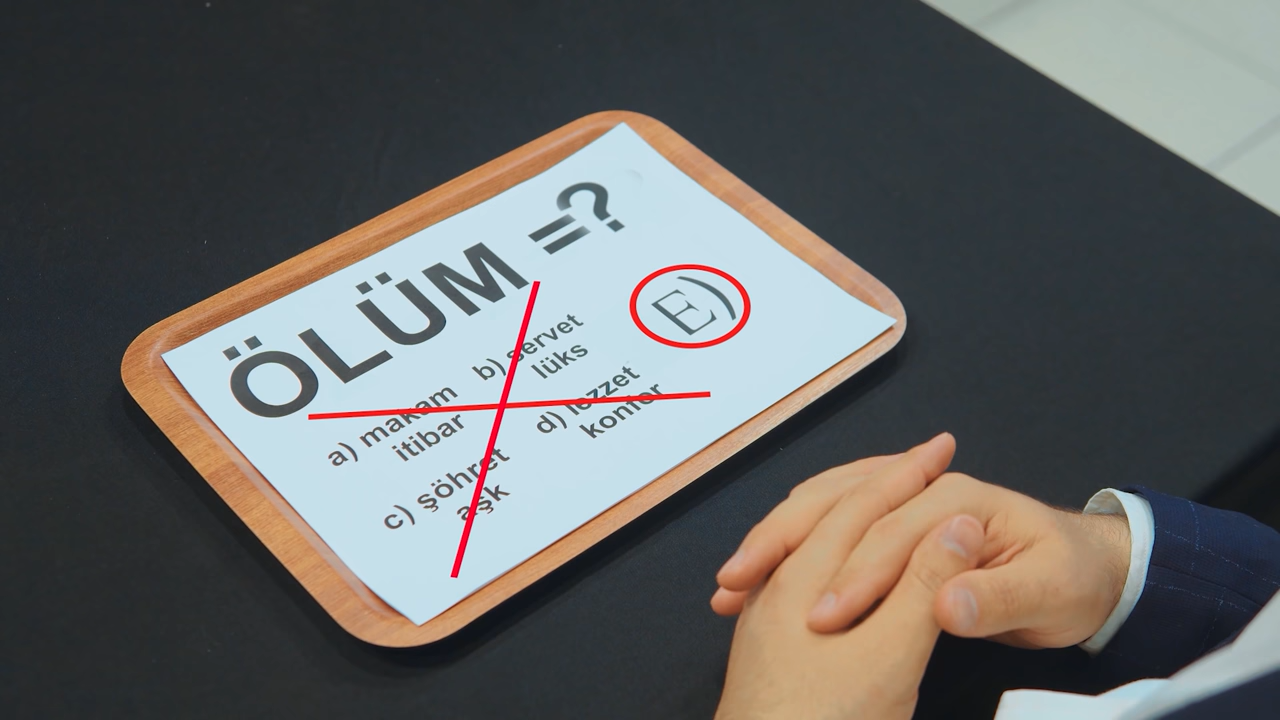 ÖLÜM =?
a) makam
itibar
b) servet
lüks
c) şöhret
aşk
d) lezzet
konfor
E)